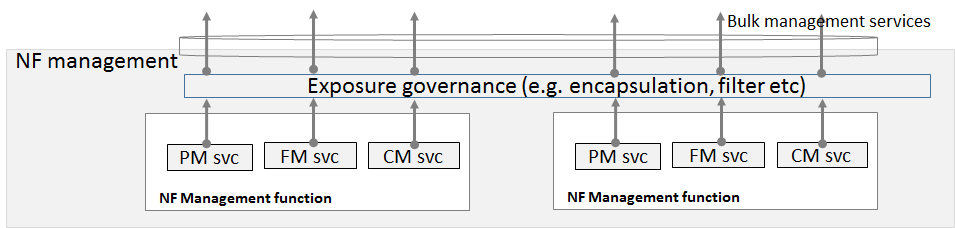 Bulk management services
NF management
Exposure governance (e.g. encapsulation, filter etc)
PM svc
FM svc
CM svc
NF Management function
PM svc
FM svc
CM svc
NF Management function